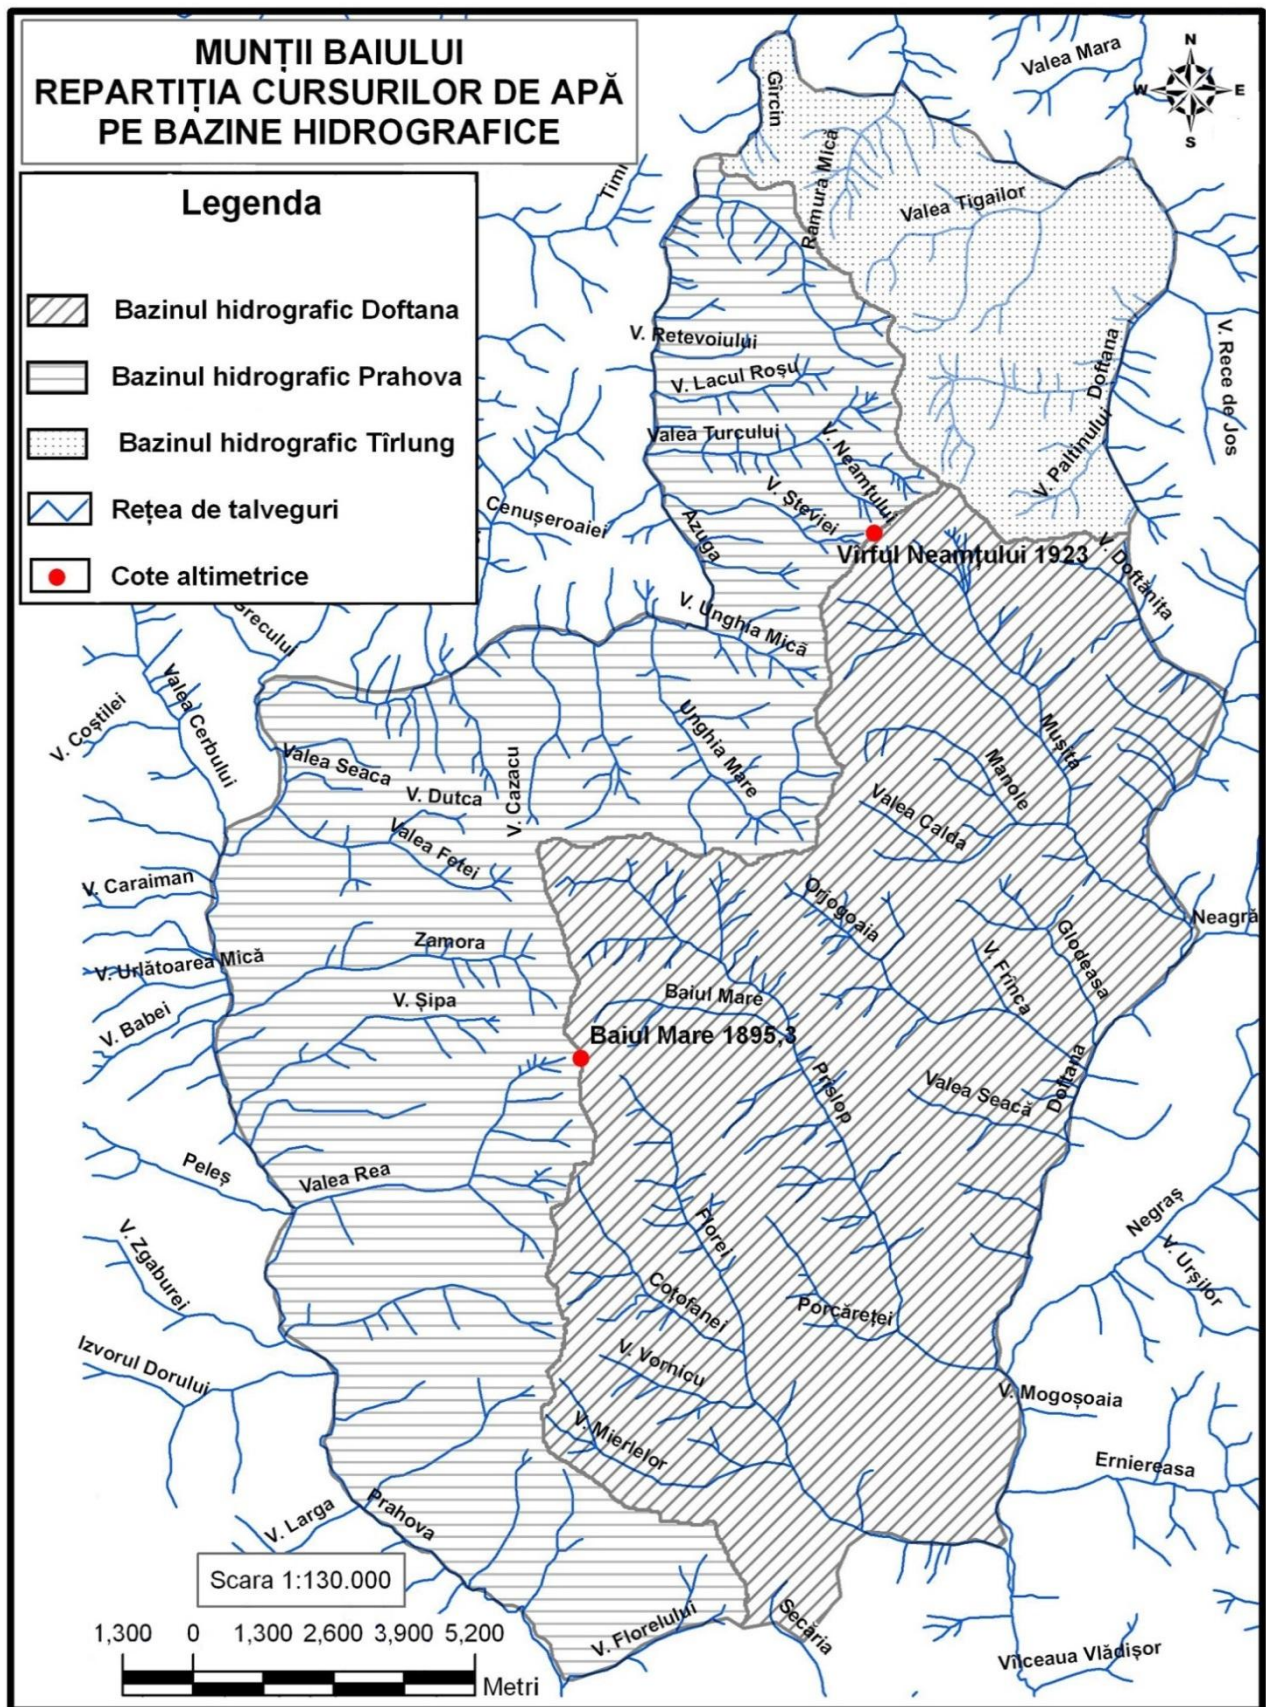 MUNȚII BAIULUI
REPARTIȚIA CURSURILOR DE APĂ
PE BAZINE HIDROGRAFICE
Legenda
Bazinul hidrografic Doftana
Bazinul hidrografic Prahova
Bazinul hidrografic Tîrlung
Rețea de talveguri
Cote altimetrice
N
W E
S
Valea Mara
Gîrcin
Ramura Mică
Timi
Valea Tigailor
V. Retevoiului
V. Rece de Jos
Doftana
V. Lacul Roșu
Valea Turcului
V. Neamțului
V. Paltinului
V. Șteviei
Cenușeroaiei
Azuga
Vîrful Neamțului 1923
V. Doftănița
V. Unghia Mică
Grecului
Valea Cerbului
V. Coștilei
Unghia Mare
Mușita
Manole
Valea Seaca
V. Dutca
V. Cazacu
Valea Calda
Valea Fetei
V. Caraiman
Orjogoaia
Neagră
Glodeasa
Zamora
V. Frînca
V. Urlătoarea Mică
Baiul Mare
V. Șipa
V. Babei
Baiul Mare 1895,3
Prislop
Doftana
Valea Seacă
Peleș
Valea Rea
Negraș
V. Zgaburei
Florei
V. Urșilor
Coțofanei
Porcăreței
Izvorul Dorului
V. Vornicu
V. Mogoșoaia
V. Mierlelor
Erniereasa
V. Larga
Prahova
Scara 1:130.000
V. Florelului
Secăria
1,300 0 1,300 2,600 3,900 5,200
Metri
Vîlceaua Vlădișor